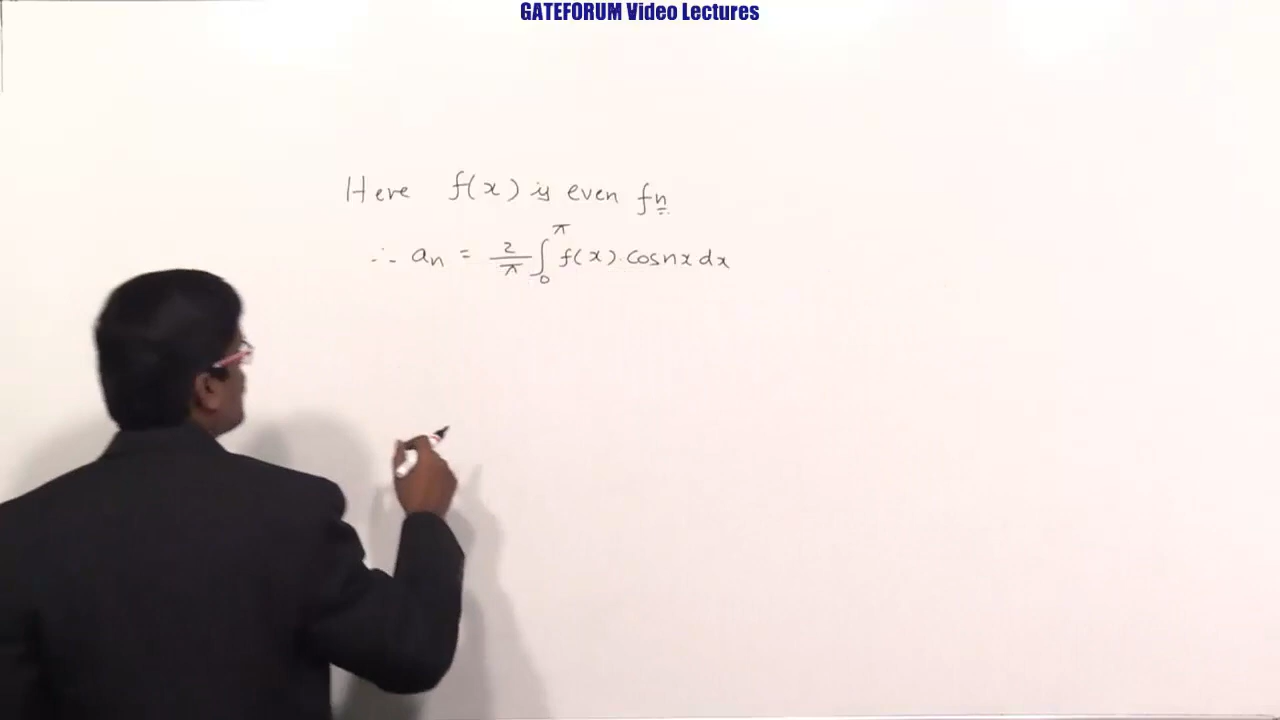 GATEFORUM Video Lectures
Here f(x) is even fn
∴ an = 2/π ∫₀^π f(x). cosnx dx